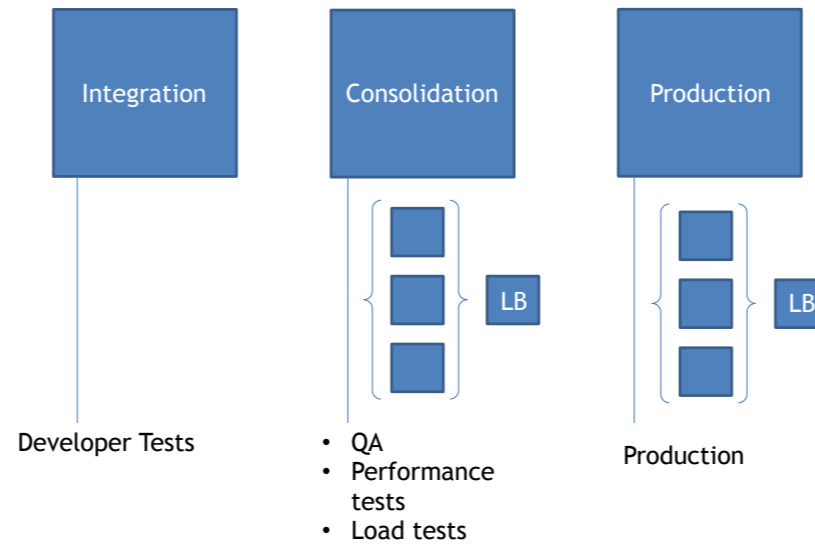 Integration
Consolidation
Production
LB
LB
Developer Tests
• QA
• Performance
tests
• Load tests
Production